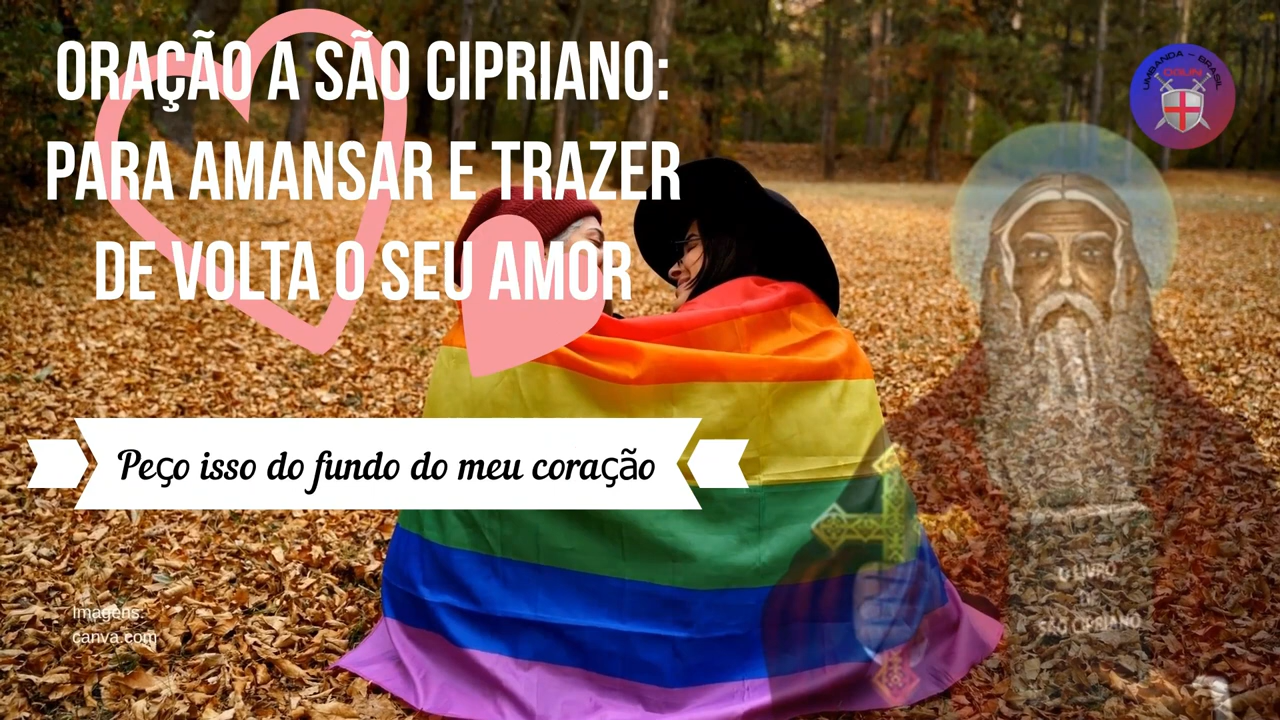 ORAÇÃO A SÃO CIPRIANO:
PARA AMANSAR E TRAZER
DE VOLTA O SEU AMOR
Peço isso do fundo do meu coração
UMBANDA – BRASIL
Imagens:
canva.com
O LIVRO
DE
SÃO CIPRIANO